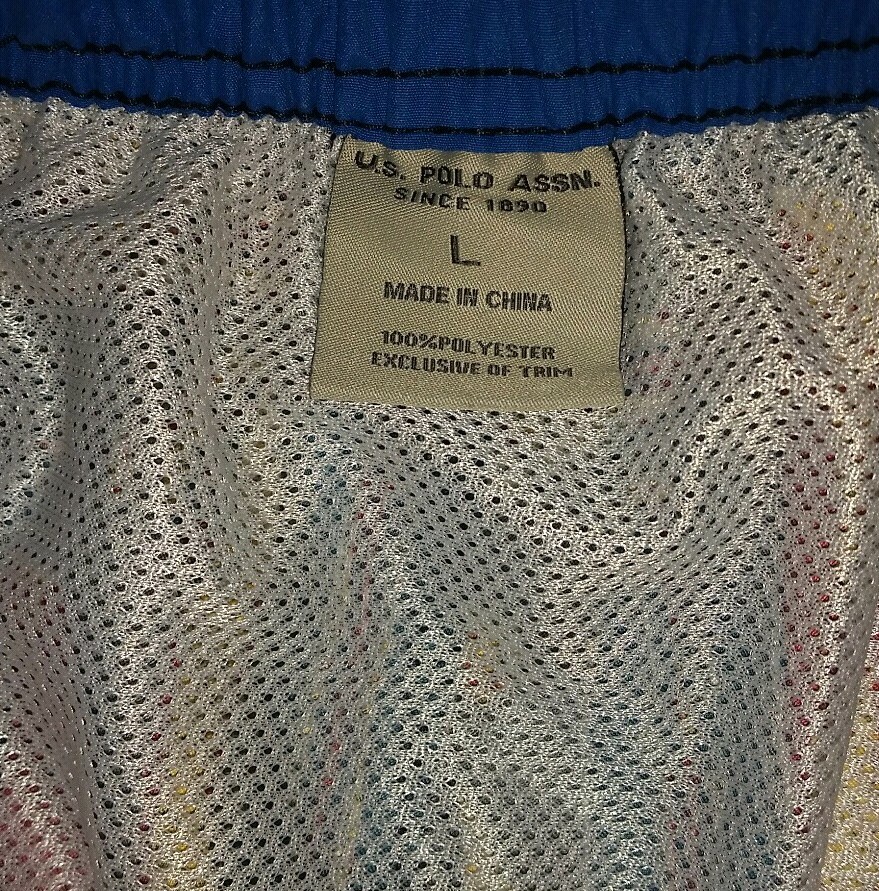 U.S. POLO ASSN.
SINCE 1890
L
MADE IN CHINA
100%POLYESTER
EXCLUSIVE OF TRIM